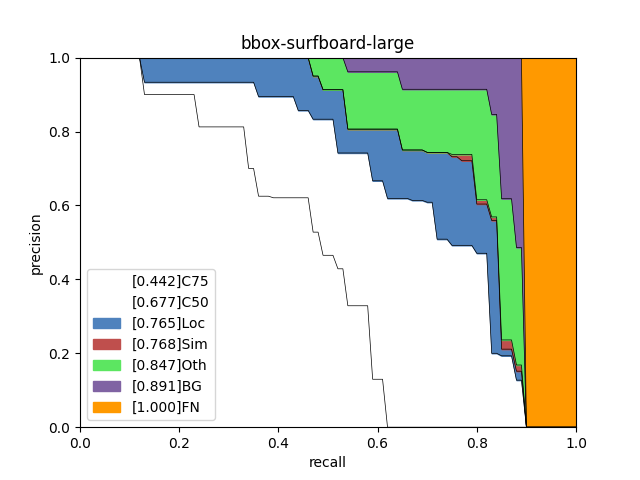 bbox-surfboard-large
1.0
0.8
0.6
0.4
0.2
0.0
precision
[0.442]C75
[0.677]C50
[0.765]Loc
[0.768]Sim
[0.847]Oth
[0.891]BG
[1.000]FN
0.0 0.2 0.4 0.6 0.8 1.0
recall